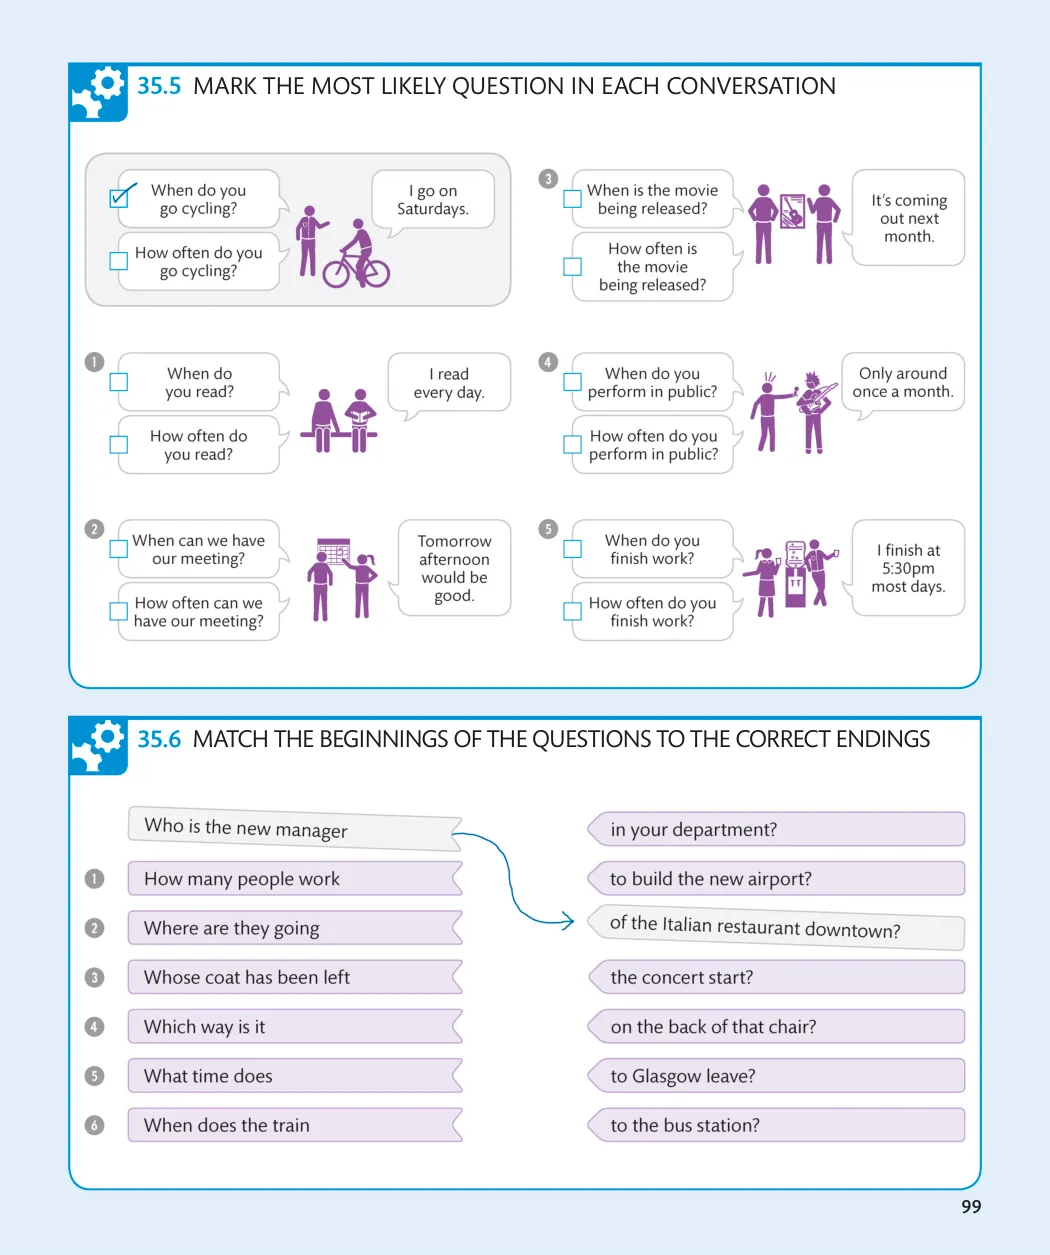 35.5 MARK THE MOST LIKELY QUESTION IN EACH CONVERSATION
When do you
go cycling?
How often do you
go cycling?
I go on
Saturdays.
1
When do
you read?
How often do
you read?
I read
every day.
2
When can we have
our meeting?
How often can we
have our meeting?
Tomorrow
afternoon
would be
good.
3
When is the movie
being released?
How often is
the movie
being released?
It's coming
out next
month.
4
When do you
perform in public?
How often do you
perform in public?
Only around
once a month.
5
When do you
finish work?
How often do you
finish work?
I finish at
5:30pm
most days.
35.6 MATCH THE BEGINNINGS OF THE QUESTIONS TO THE CORRECT ENDINGS
Who is the new manager
1 How many people work
2 Where are they going
3 Whose coat has been left
4 Which way is it
5 What time does
6 When does the train
in your department?
to build the new airport?
of the Italian restaurant downtown?
the concert start?
on the back of that chair?
to Glasgow leave?
to the bus station?
99